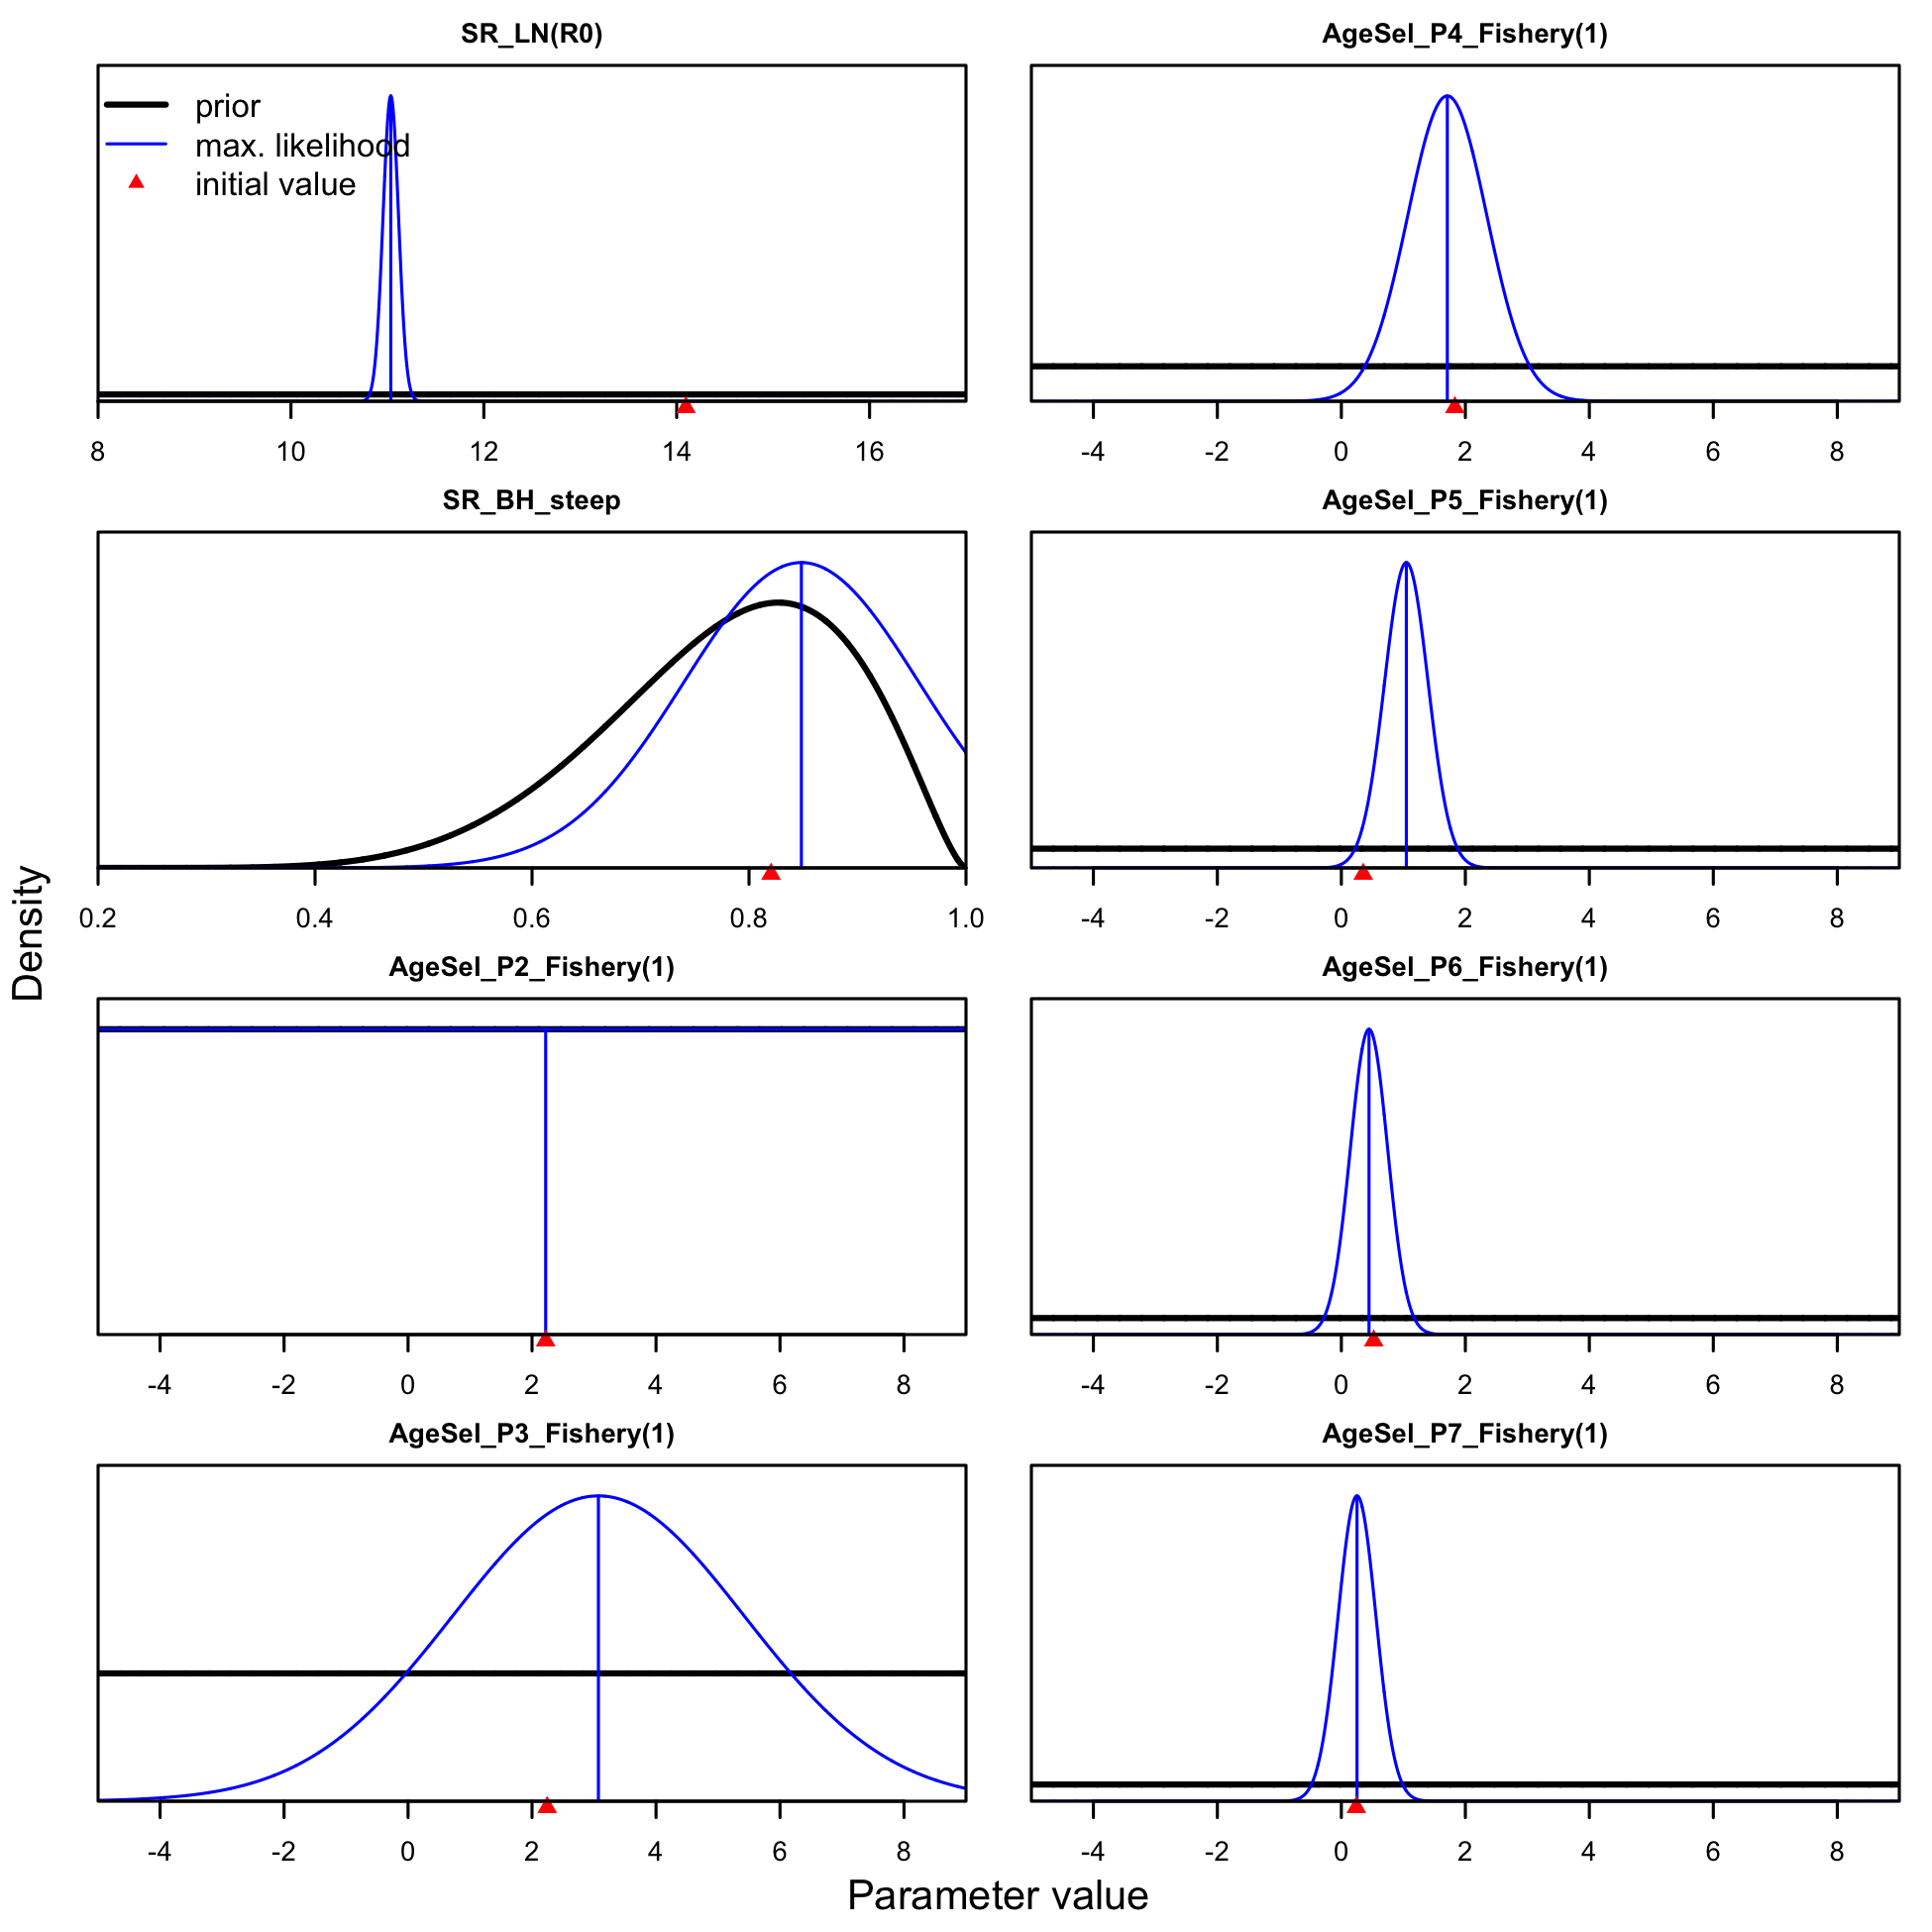 SR_LN(R0)
prior
max. likelihood
initial value
8 10 12 14 16
AgeSel_P4_Fishery(1)
-4 -2 0 2 4 6 8
SR_BH_steep
0.2 0.4 0.6 0.8 1.0
AgeSel_P5_Fishery(1)
-4 -2 0 2 4 6 8
AgeSel_P2_Fishery(1)
-4 -2 0 2 4 6 8
AgeSel_P6_Fishery(1)
-4 -2 0 2 4 6 8
AgeSel_P3_Fishery(1)
-4 -2 0 2 4 6 8
AgeSel_P7_Fishery(1)
-4 -2 0 2 4 6 8
Density
Parameter value